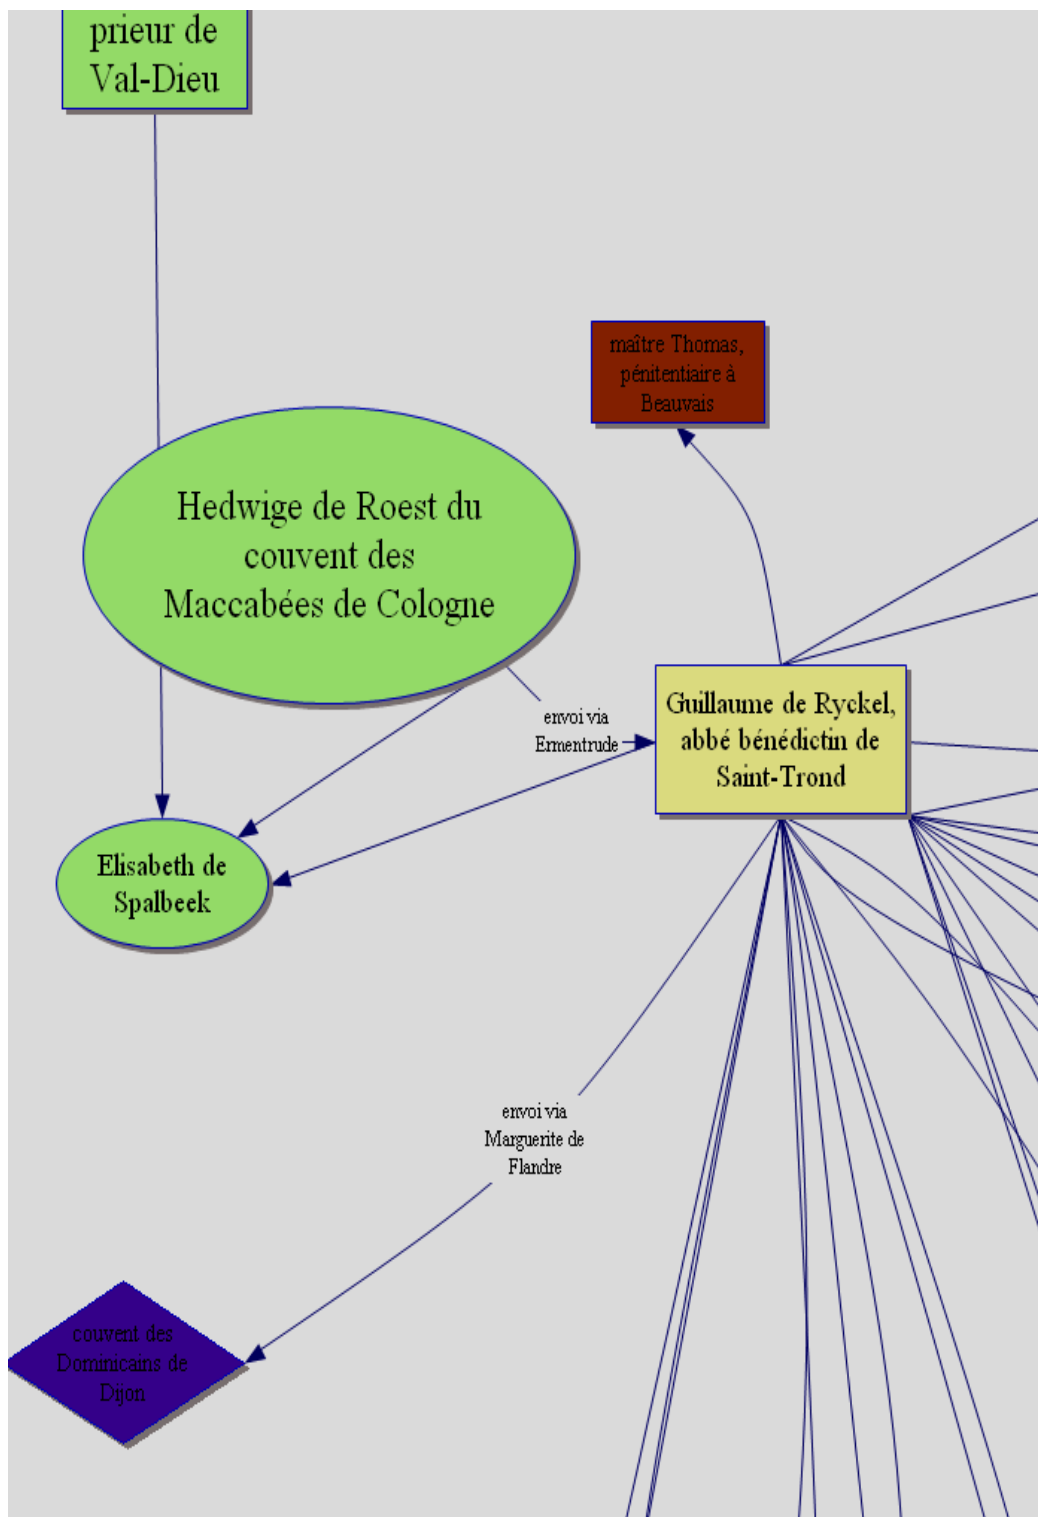 prieur de
Val-Dieu
maître Thomas,
pénitentiaire à
Beauvais
Hedwige de Roest du
couvent des
Maccabées de Cologne
Guillaume de Ryckel,
abbé bénédictin de
Saint-Trond
envoi via
Ermentrude
Elisabeth de
Spalbeek
envoi via
Marguerite de
Flandre
couvent des
Dominicains de
Dijon